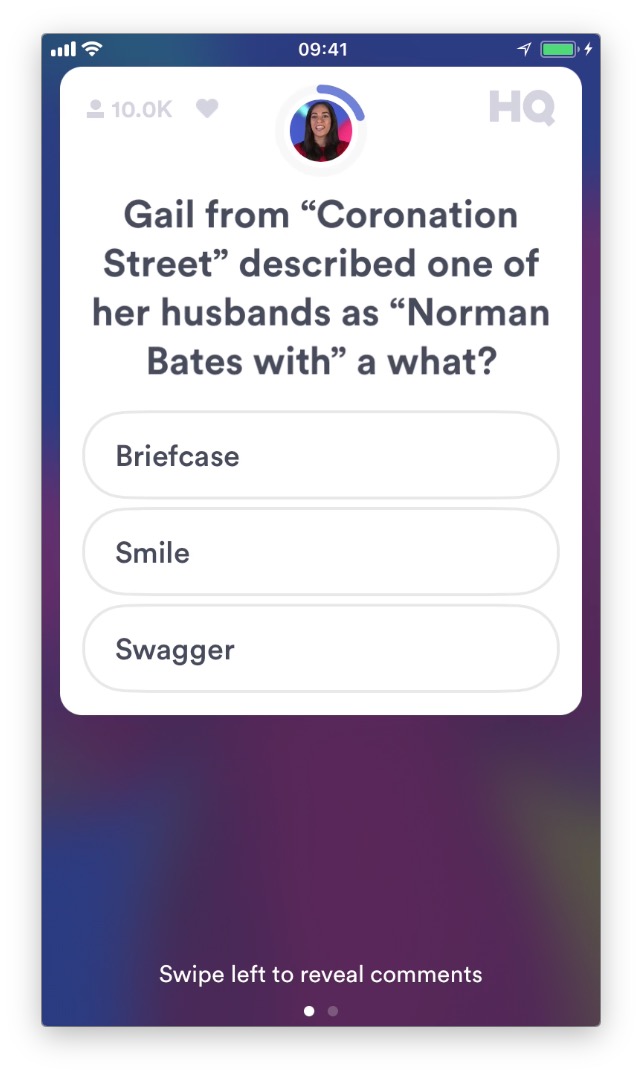 09:41
10.0K
HQ
Gail from “Coronation
Street” described one of
her husbands as “Norman
Bates with” a what?
Briefcase
Smile
Swagger
Swipe left to reveal comments